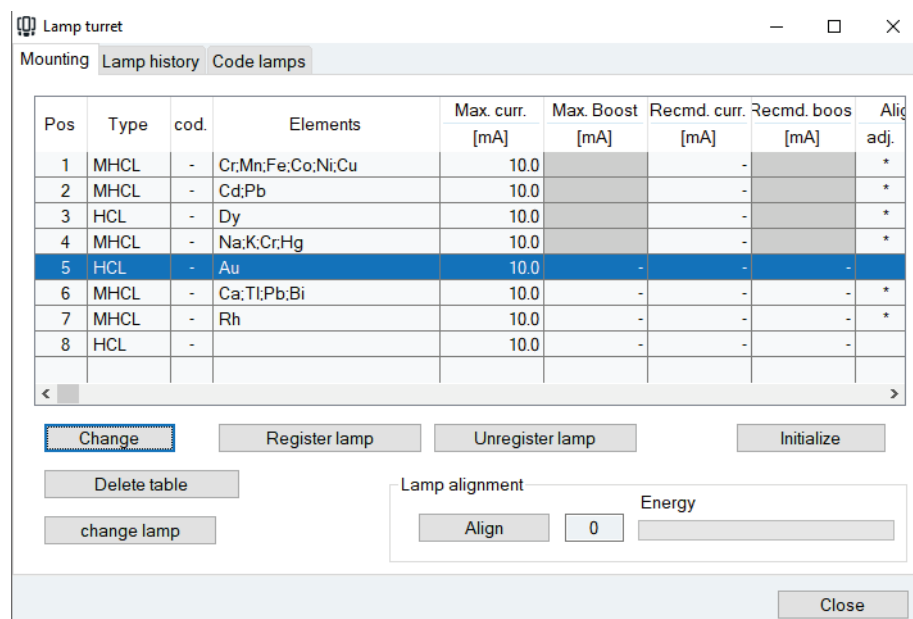 Lamp turret
Mounting Lamp history Code lamps
Pos Type cod. Elements Max. curr. [mA] Max. Boost [mA] Recmd. curr. [mA] Recmd. boos [mA] Alig adj.
1 MHCL - Cr;Mn;Fe;Co;Ni;Cu 10.0 - *
2 MHCL - Cd;Pb 10.0 - *
3 HCL - Dy 10.0 - *
4 MHCL - Na;K;Cr;Hg 10.0 - *
5 HCL - Au 10.0 - - -
6 MHCL - Ca;Tl;Pb;Bi 10.0 - - - *
7 MHCL - Rh 10.0 - - - *
8 HCL - 10.0 - - -
Change Register lamp Unregister lamp Initialize
Delete table
Lamp alignment
Energy
change lamp
Align 0
Close